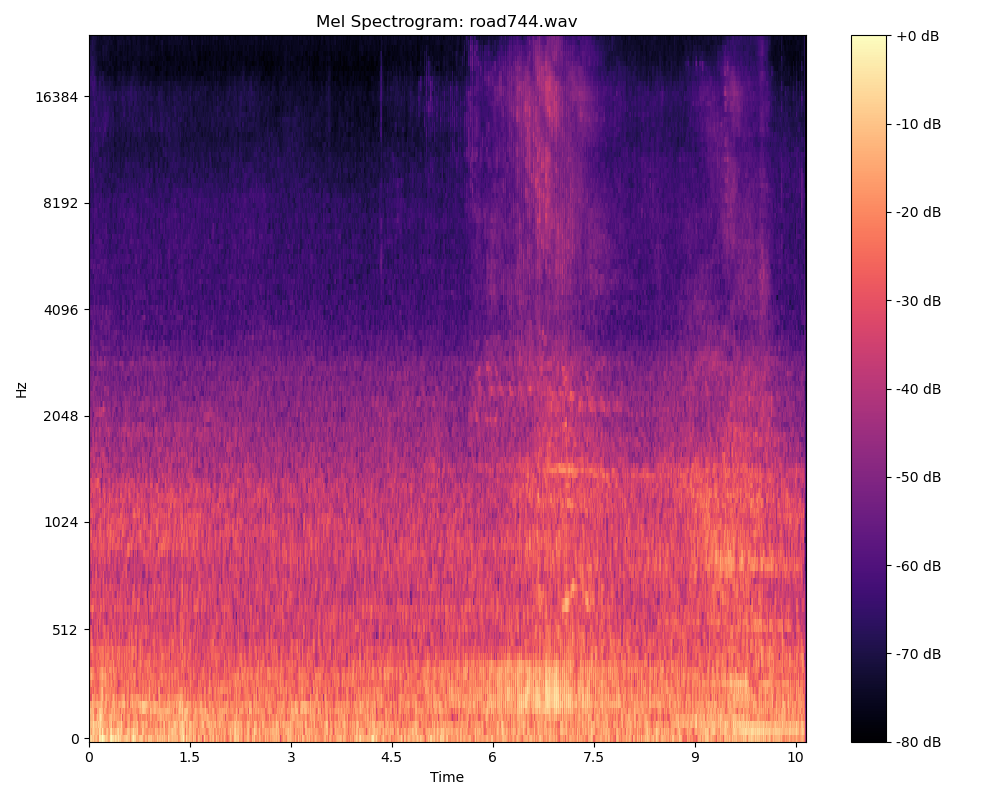 Mel Spectrogram: road744.wav
Hz
16384
8192
4096
2048
1024
512
0
0 1.5 3 4.5 6 7.5 9 10
Time
+0 dB
-10 dB
-20 dB
-30 dB
-40 dB
-50 dB
-60 dB
-70 dB
-80 dB